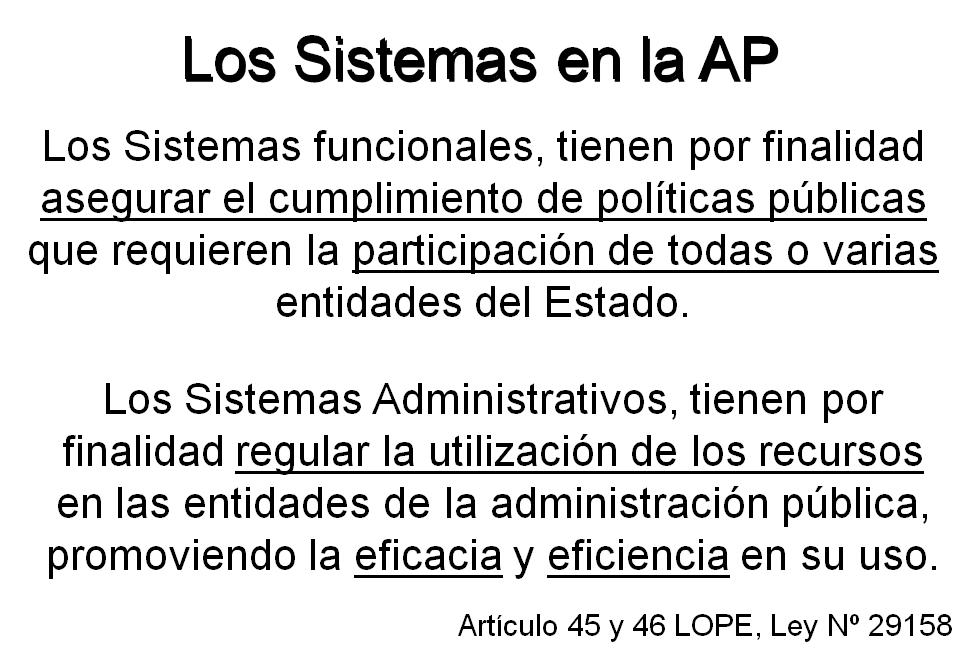 Los Sistemas en la AP
Los Sistemas funcionales, tienen por finalidad
asegurar el cumplimiento de políticas públicas
que requieren la participación de todas o varias
entidades del Estado.
Los Sistemas Administrativos, tienen por
finalidad regular la utilización de los recursos
en las entidades de la administración pública,
promoviendo la eficacia y eficiencia en su uso.
Artículo 45 y 46 LOPE, Ley Nº 29158